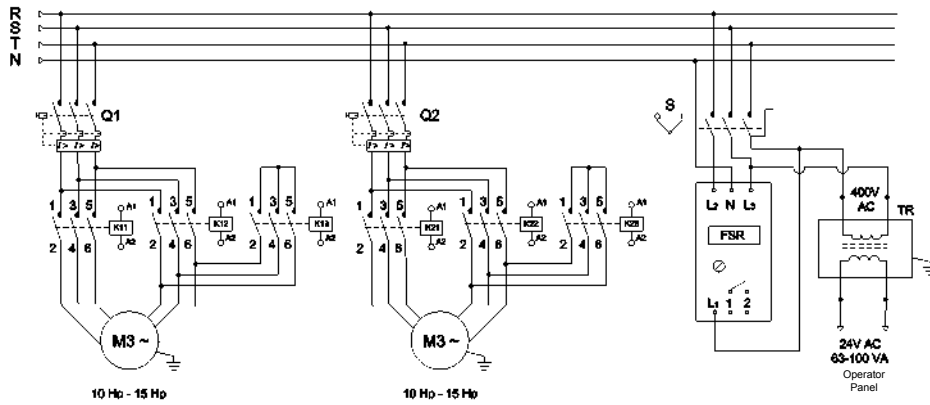 R
S
T
N
Q1
Q2
S
I> I> I>
I> I> I>
1 3 5
A1
K11
A2
2 4 6
1 3 5
A1
K12
A2
2 4 6
1 3 5
A1
A2
2 4 6
1 3 5
A1
K21
A2
2 4 6
1 3 5
A1
K22
A2
2 4 6
1 3 5
A1
A2
2 4 6
L2 N L3
FSR
L1 1 2
400V
AC
TR
24V AC
63-100 VA
Operator
Panel
M3 ~
M3 ~
10 Hp - 15 Hp
10 Hp - 15 Hp